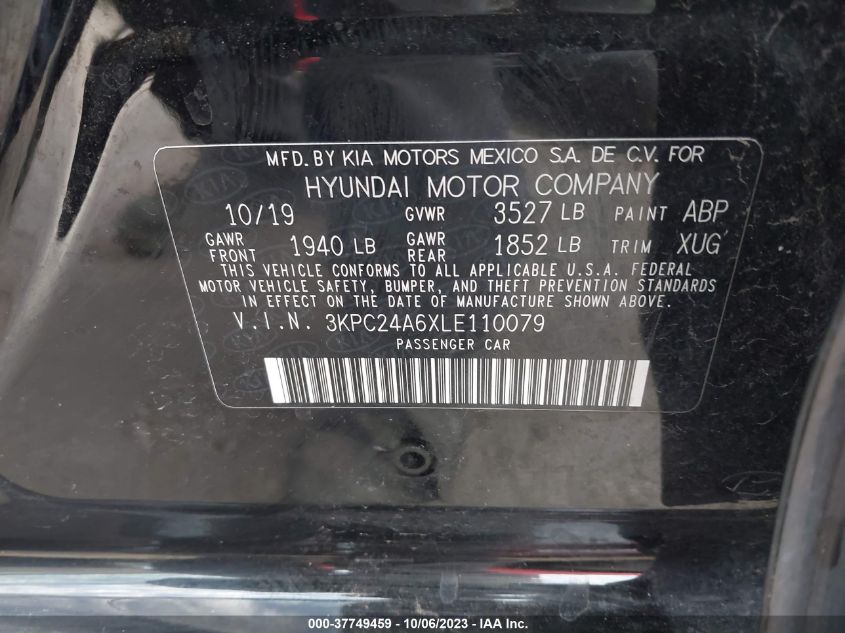 MFD. BY KIA MOTORS MEXICO S.A. DE C.V. FOR
HYUNDAI MOTOR COMPANY
10/19 GVWR 3527 LB PAINT ABP
GAWR FRONT 1940 LB GAWR REAR 1852 LB TRIM XUG
THIS VEHICLE CONFORMS TO ALL APPLICABLE U.S.A. FEDERAL
MOTOR VEHICLE SAFETY, BUMPER, AND THEFT PREVENTION STANDARDS
IN EFFECT ON THE DATE OF MANUFACTURE SHOWN ABOVE.
V.I.N. 3KPC24A6XLE110079
PASSENGER CAR
000-37749459 - 10/06/2023 - IAA Inc.